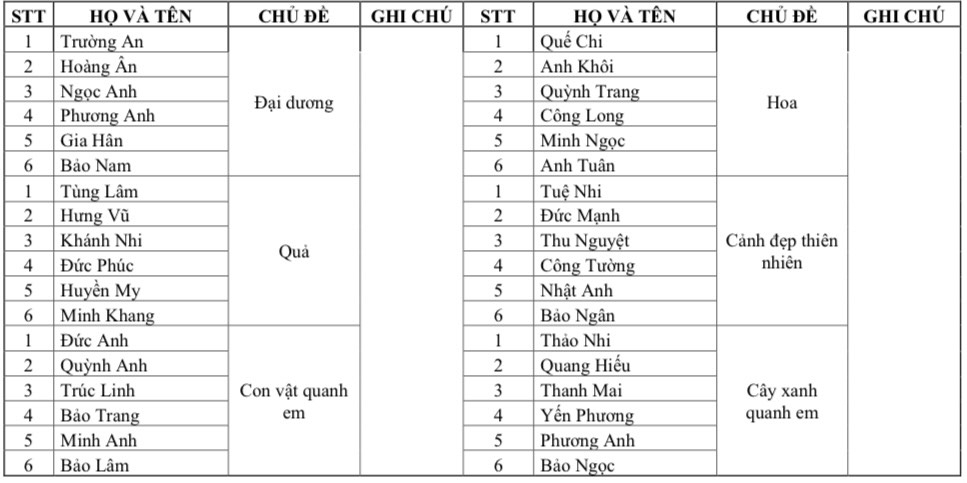 STT HỌ VÀ TÊN CHỦ ĐỀ GHI CHÚ STT HỌ VÀ TÊN CHỦ ĐỀ GHI CHÚ
1 Trường An 1 Quế Chi
2 Hoàng Ân 2 Anh Khôi
3 Ngọc Anh 3 Quỳnh Trang
Đại dương Hoa
4 Phương Anh 4 Công Long
5 Gia Hân 5 Minh Ngọc
6 Bảo Nam 6 Anh Tuân
1 Tùng Lâm 1 Tuệ Nhi
2 Hưng Vũ 2 Đức Mạnh
3 Khánh Nhi 3 Thu Nguyệt Cảnh đẹp thiên
Quả
4 Đức Phúc 4 Công Tường nhiên
5 Huyền My 5 Nhật Anh
6 Minh Khang 6 Bảo Ngân
1 Đức Anh 1 Thảo Nhi
2 Quỳnh Anh 2 Quang Hiếu
3 Trúc Linh Con vật quanh 3 Thanh Mai Cây xanh
4 Bảo Trang em 4 Yến Phương quanh em
5 Minh Anh 5 Phương Anh
6 Bảo Lâm 6 Bảo Ngọc